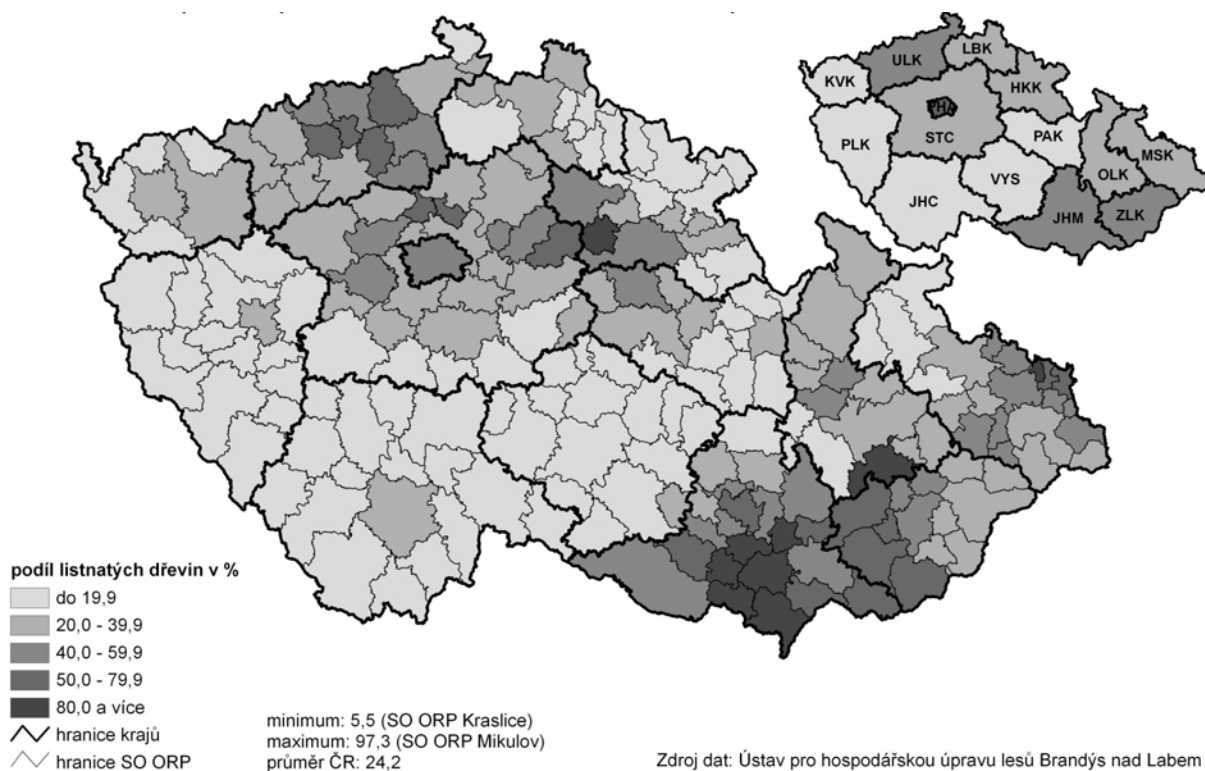 KVK
ULK
LBK
HKK
PHA
STC
PLK
PAK
MSK
OLK
VYS
JHC
JHM
ZLK
podíl listnatých dřevin v %
do 19,9
20,0 - 39,9
40,0 - 59,9
50,0 - 79,9
80,0 a více
hranice krajů
hranice SO ORP
minimum: 5,5 (SO ORP Kraslice)
maximum: 97,3 (SO ORP Mikulov)
průměr ČR: 24,2
Zdroj dat: Ústav pro hospodářskou úpravu lesů Brandýs nad Labem